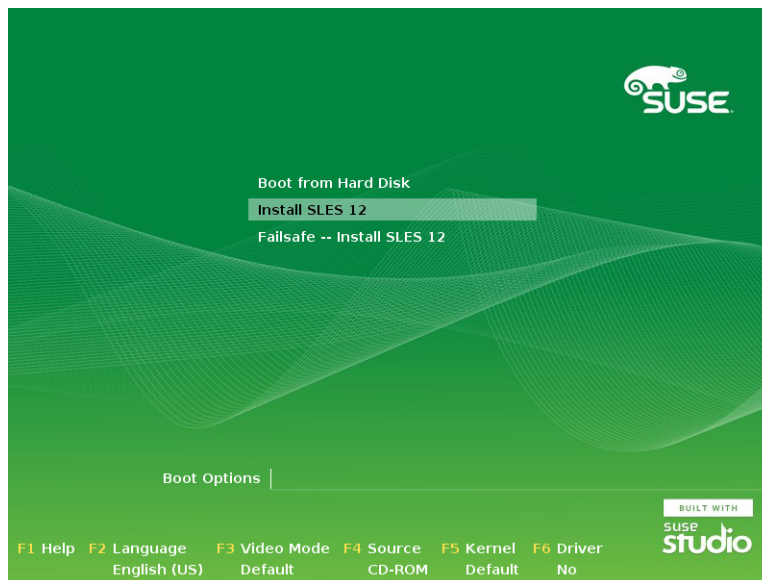 SUSE
Boot from Hard Disk
Install SLES 12
Failsafe -- Install SLES 12
Boot Options
BUILT WITH
suse
studio
F1 Help F2 Language F3 Video Mode F4 Source F5 Kernel F6 Driver
English (US) Default CD-ROM Default No